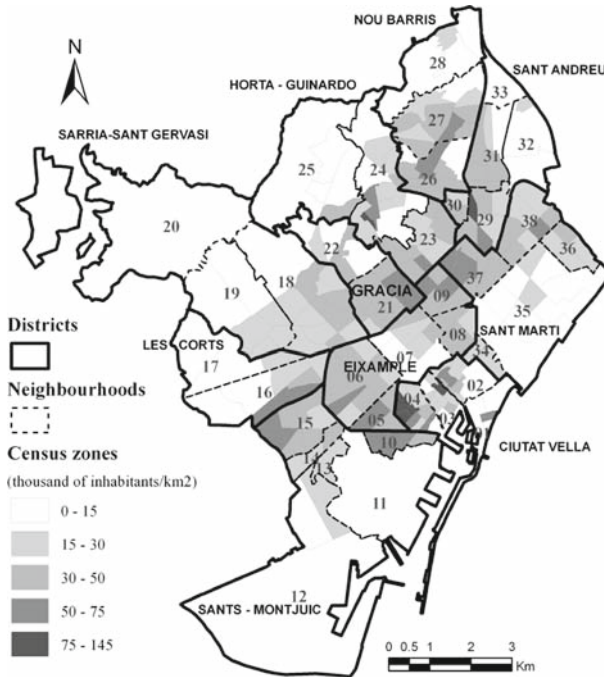 NOU BARRIS
N
28
SANT ANDREU
HORTA - GUINARDO
33
27
SARRIA-SANT GERVASI
32
24
31
25
26
30
29
38
20
22
23
36
18
37
19
GRACIA
09
35
21
Districts
08
SANT MARTI
LES CORTS
07
34
17
EIXAMPLE
Neighbourhoods
16
06
02
04
03
Census zones
15
05
01
CIUTAT VELLA
(thousand of inhabitants/km2)
14
10
13
0 - 15
11
15 - 30
30 - 50
12
50 - 75
SANTS - MONTJUIC
75 - 145
0 0.5 1 2 3
Km